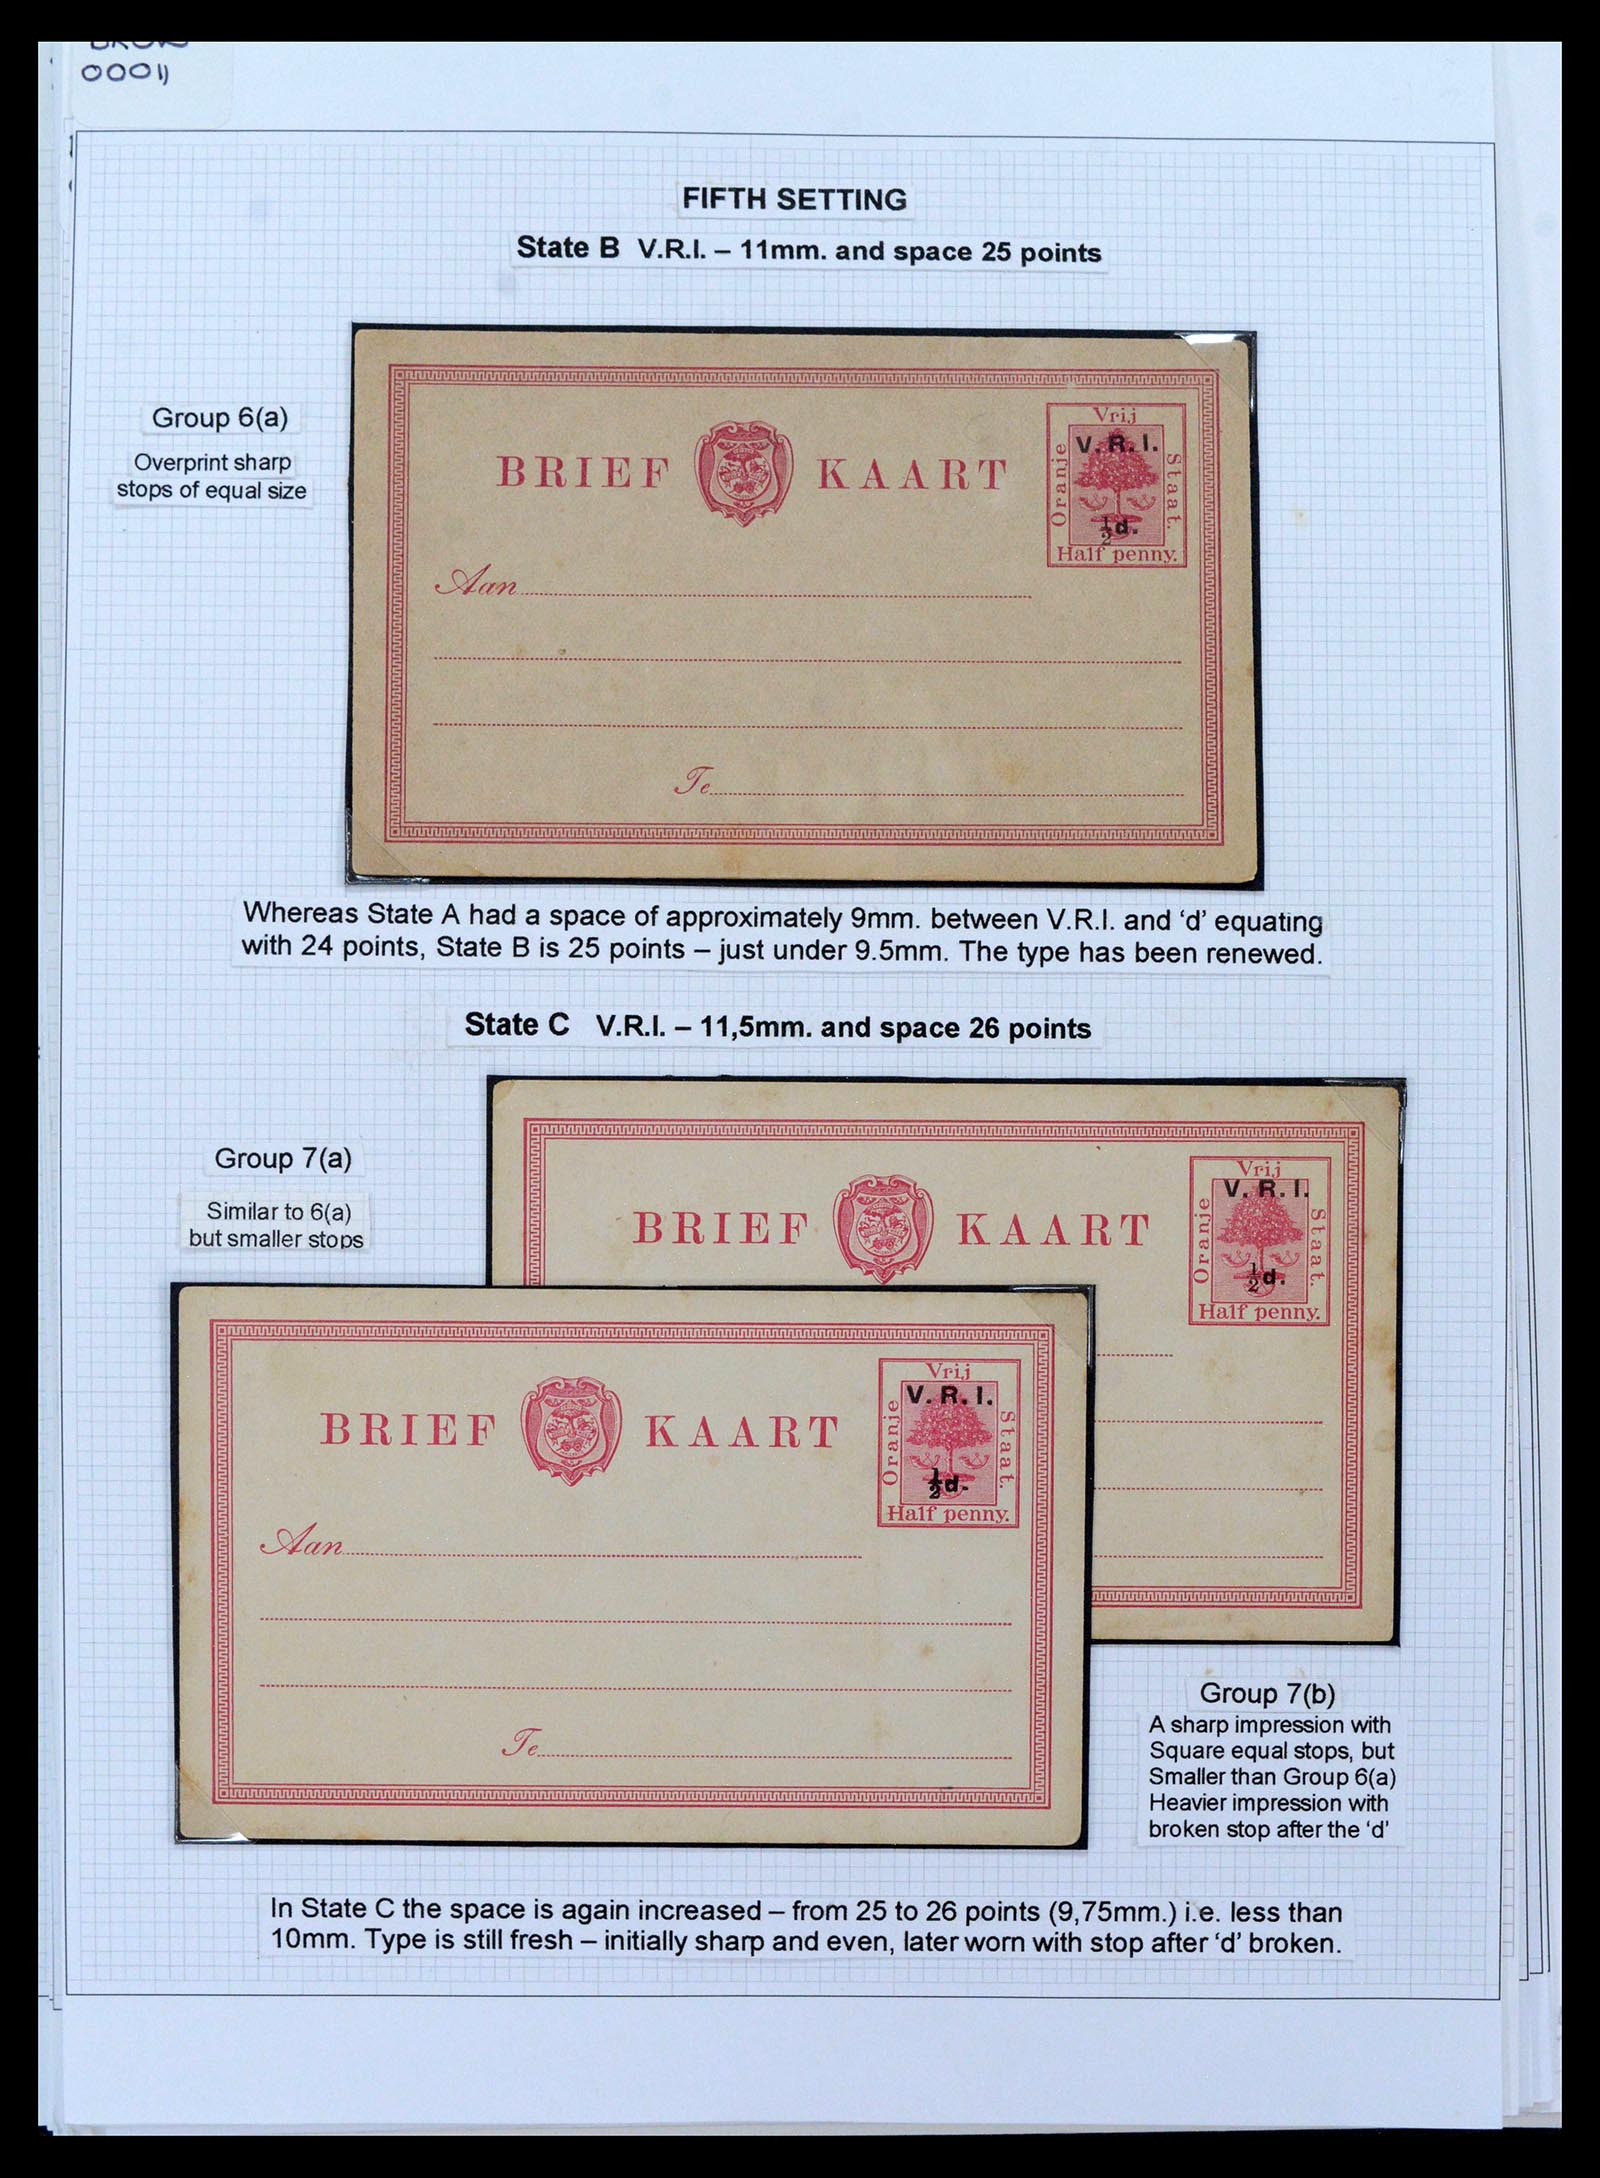 0001)
FIFTH SETTING
State B V.R.I. – 11mm. and space 25 points
Group 6(a)
Overprint sharp
stops of equal size
BRIEF KAART
Vrij
Oranje
Staat.
V.R.I.
½d.
Half penny.
Aan
Te
Whereas State A had a space of approximately 9mm. between V.R.I. and ‘d’ equating
with 24 points, State B is 25 points – just under 9.5mm. The type has been renewed.
State C V.R.I. – 11,5mm. and space 26 points
Group 7(a)
Similar to 6(a)
but smaller stops
BRIEF KAART
Vrij
Oranje
Staat.
V.R.I.
½d.
Half penny.
BRIEF KAART
Vrij
Oranje
Staat.
V.R.I.
½d.
Half penny.
Aan
Te
Group 7(b)
A sharp impression with
Square equal stops, but
Smaller than Group 6(a)
Heavier impression with
broken stop after the ‘d’
In State C the space is again increased – from 25 to 26 points (9,75mm.) i.e. less than
10mm. Type is still fresh – initially sharp and even, later worn with stop after ‘d’ broken.